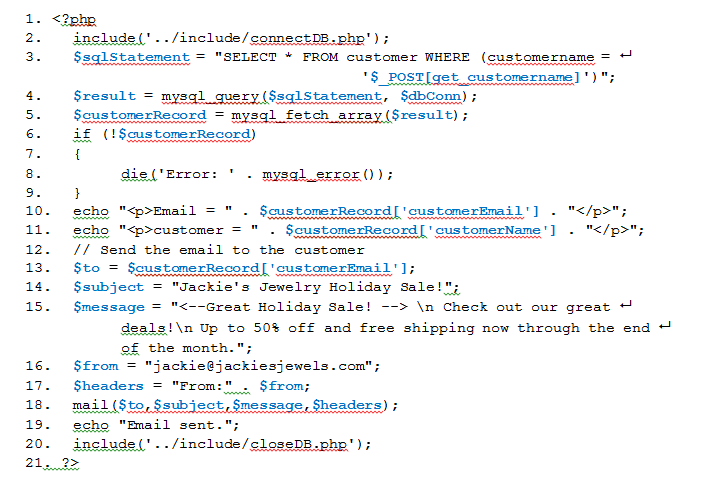 1. <?php
2. include('../include/connectDB.php');
3. $sqlStatement = "SELECT * FROM customer WHERE (customername = ↵
'$_POST[get_customername]')";
4. $result = mysql_query($sqlStatement, $dbConn);
5. $customerRecord = mysql_fetch_array($result);
6. if (!$customerRecord)
7. {
8. die('Error: ' . mysql_error());
9. }
10. echo "<p>Email = " . $customerRecord['customerEmail'] . "</p>";
11. echo "<p>customer = " . $customerRecord['customerName'] . "</p>";
12. // Send the email to the customer
13. $to = $customerRecord['customerEmail'];
14. $subject = "Jackie's Jewelry Holiday Sale!";
15. $message = "<--Great Holiday Sale! --> \n Check out our great ↵
deals!\n Up to 50% off and free shipping now through the end ↵
of the month.";
16. $from = "jackie@jackiesjewels.com";
17. $headers = "From:" . $from;
18. mail($to,$subject,$message,$headers);
19. echo "Email sent.";
20. include('../include/closeDB.php');
21. ?>